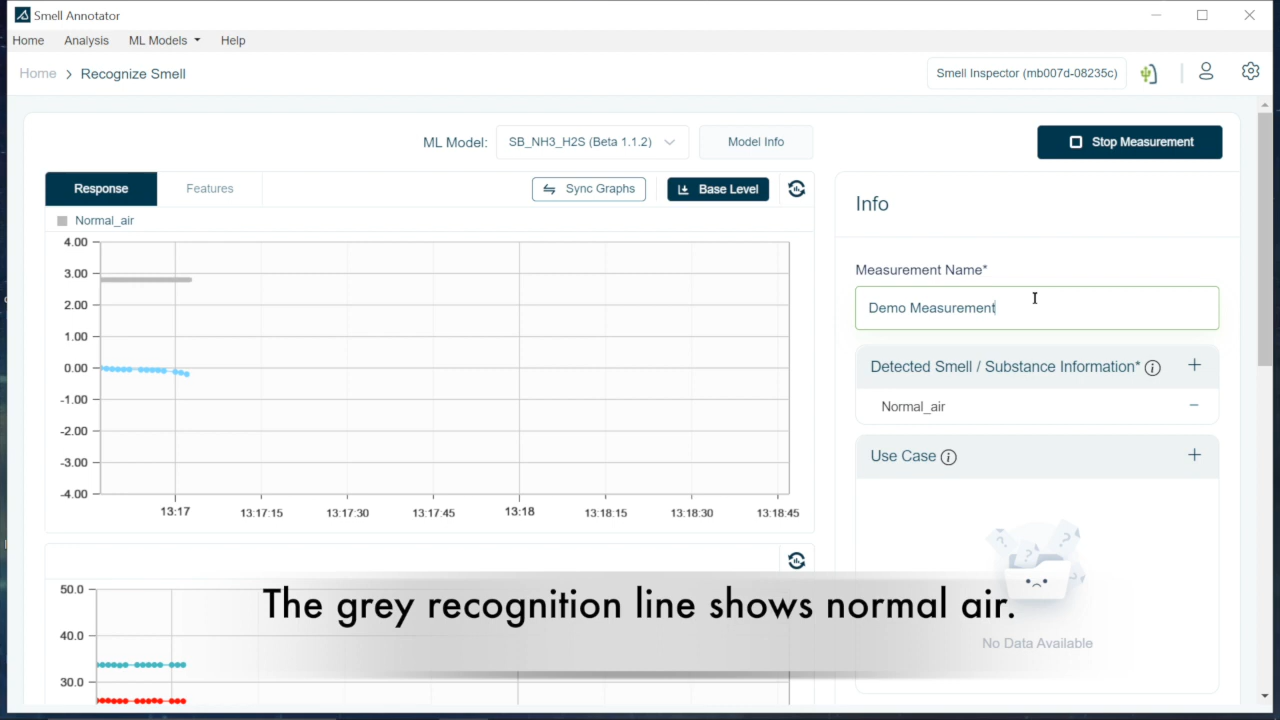 Smell Annotator
Home Analysis ML Models Help
Home > Recognize Smell
Smell Inspector (mb007d-08235c)
ML Model: SB_NH3_H2S (Beta 1.1.2) Model Info
Stop Measurement
Response Features Sync Graphs Base Level
Normal_air
4.00
3.00
2.00
1.00
0.00
-1.00
-2.00
-3.00
-4.00
13:17 13:17:15 13:17:30 13:17:45 13:18 13:18:15 13:18:30 13:18:45
50.0
40.0
30.0
Info
Measurement Name*
Demo Measurement
Detected Smell / Substance Information* i +
Normal_air −
Use Case i +
? ? ? ?
No Data Available
The grey recognition line shows normal air.